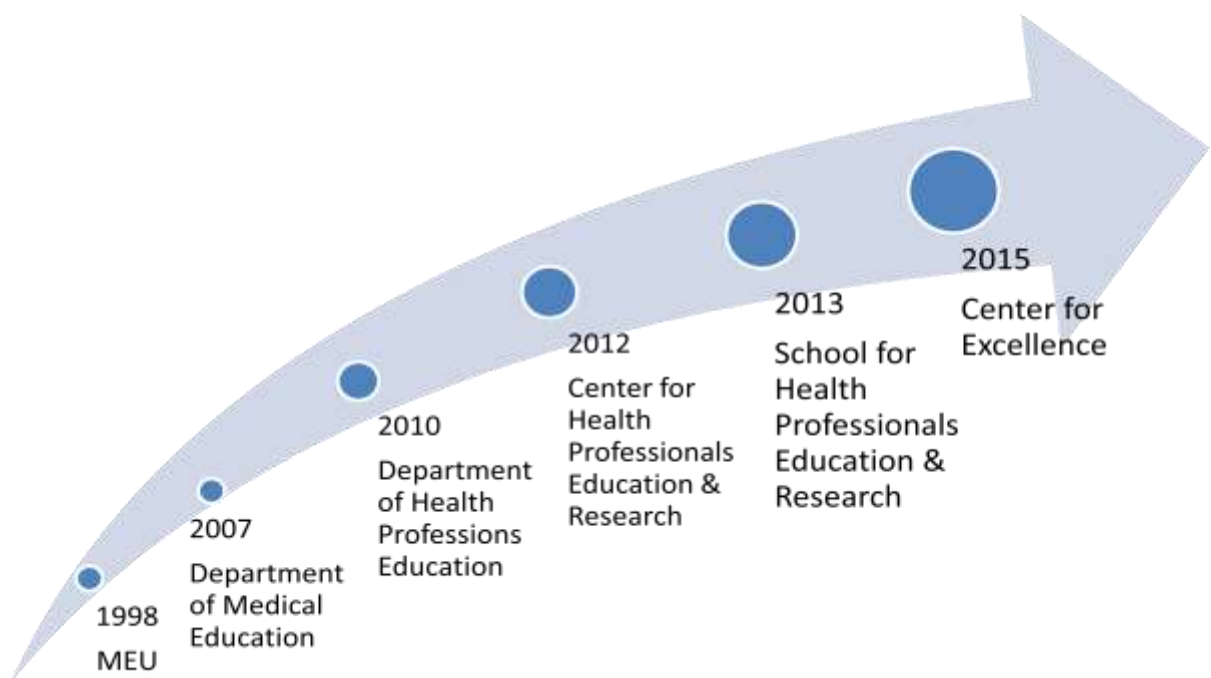 1998
MEU
2007
Department
of Medical
Education
2010
Department
of Health
Professions
Education
2012
Center for
Health
Professionals
Education &
Research
2013
School for
Health
Professionals
Education &
Research
2015
Center for
Excellence